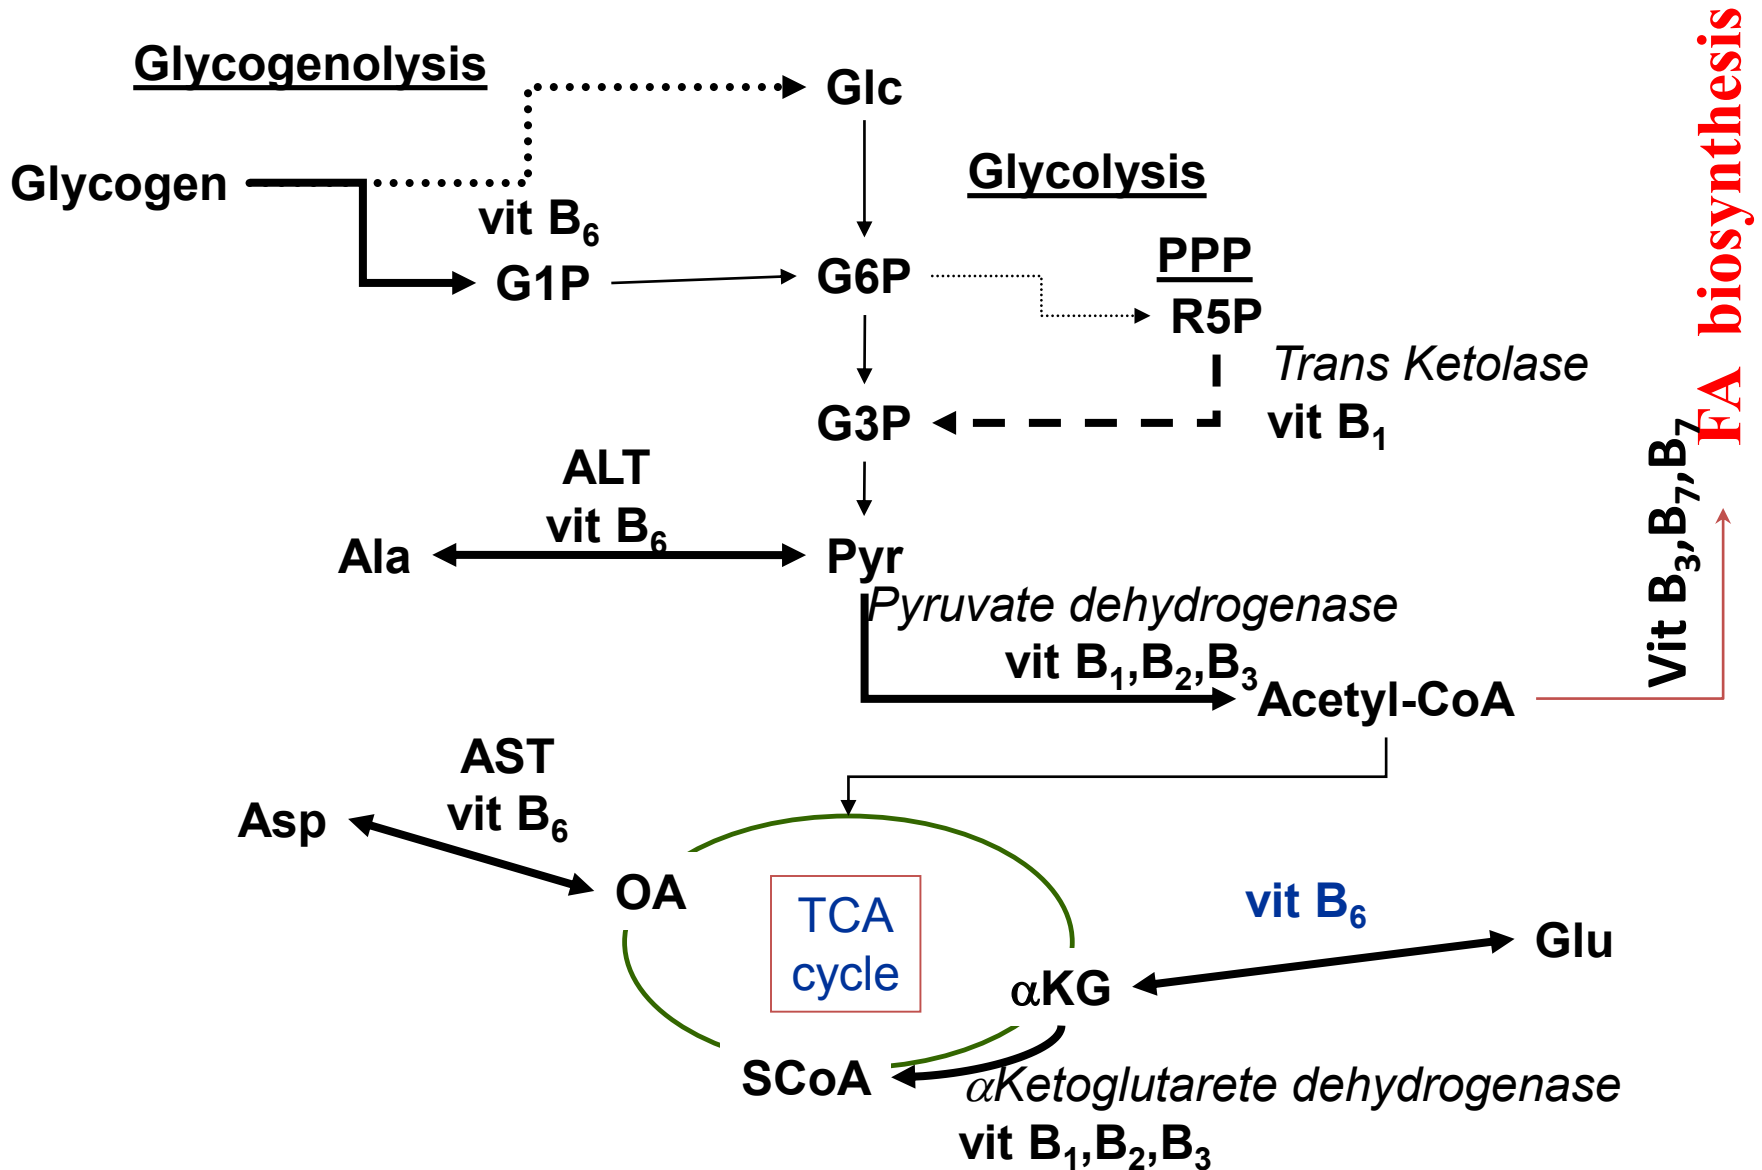 Glycogenolysis
Glc
Glycogen
Glycolysis
vit B₆
G1P
G6P
PPP
R5P
Trans Ketolase
vit B₁
G3P
ALT
vit B₆
Ala
Pyr
Pyruvate dehydrogenase
vit B₁,B₂,B₃
Acetyl-CoA
Vit B₃,B₇,B₇
FA biosynthesis
AST
vit B₆
Asp
OA
TCA
cycle
vit B₆
Glu
αKG
SCoA
αKetoglutarete dehydrogenase
vit B₁,B₂,B₃